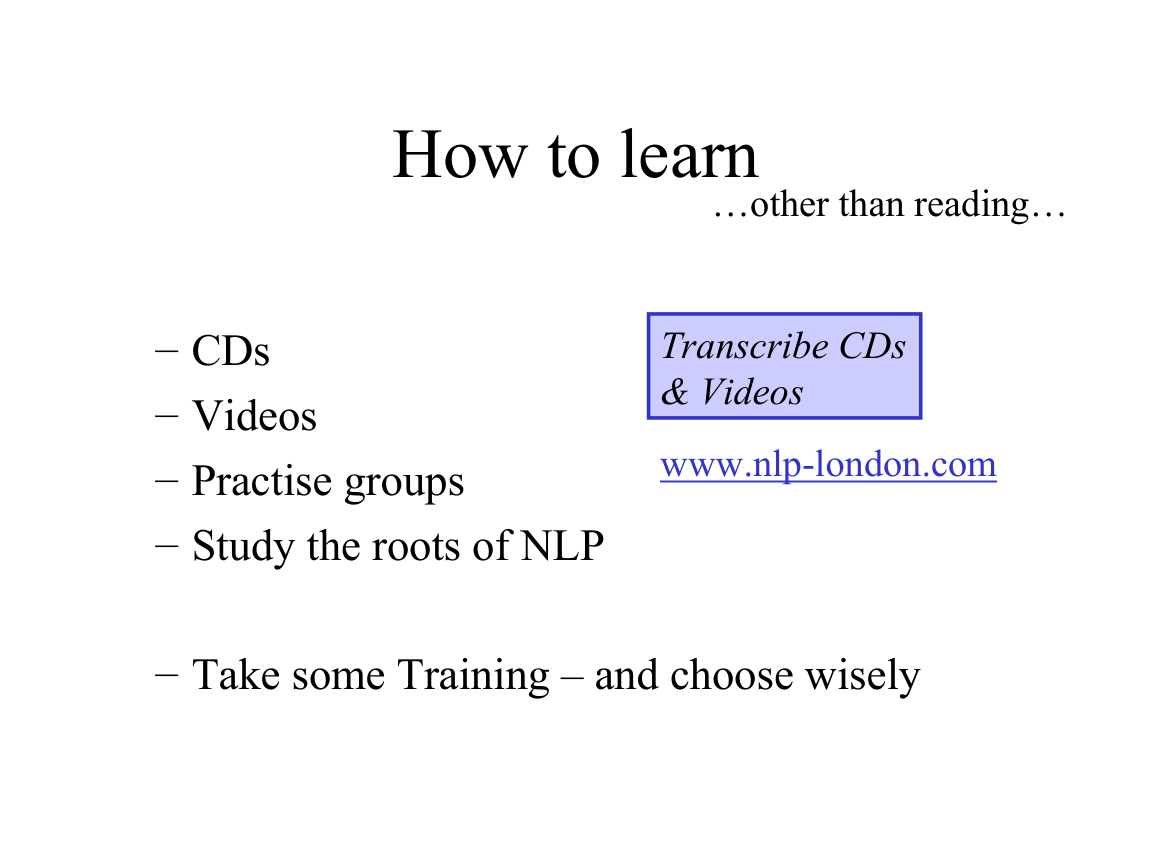 How to learn
…other than reading…
– CDs
– Videos
– Practise groups
– Study the roots of NLP
Transcribe CDs
& Videos
www.nlp-london.com
– Take some Training – and choose wisely